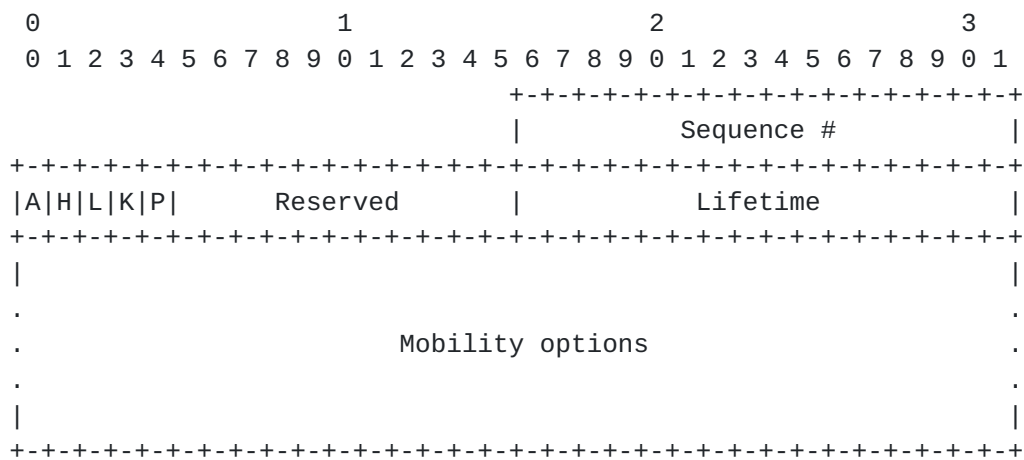 0                   1                   2                   3
 0 1 2 3 4 5 6 7 8 9 0 1 2 3 4 5 6 7 8 9 0 1 2 3 4 5 6 7 8 9 0 1
                                +-+-+-+-+-+-+-+-+-+-+-+-+-+-+-+-+
                                |          Sequence #           |
+-+-+-+-+-+-+-+-+-+-+-+-+-+-+-+-+-+-+-+-+-+-+-+-+-+-+-+-+-+-+-+-+
|A|H|L|K|P|      Reserved       |           Lifetime            |
+-+-+-+-+-+-+-+-+-+-+-+-+-+-+-+-+-+-+-+-+-+-+-+-+-+-+-+-+-+-+-+-+
|                                                               |
.                                                               .
.                        Mobility options                       .
.                                                               .
|                                                               |
+-+-+-+-+-+-+-+-+-+-+-+-+-+-+-+-+-+-+-+-+-+-+-+-+-+-+-+-+-+-+-+-+